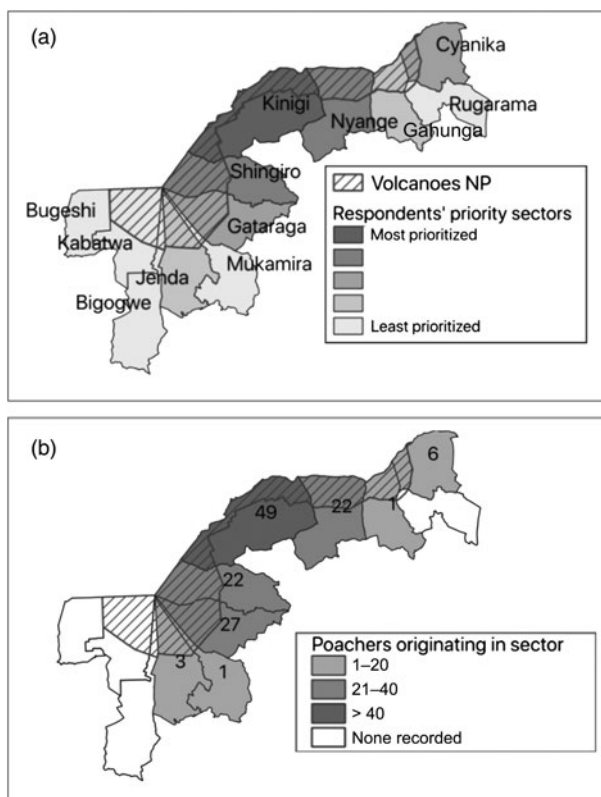 (a)
Cyanika
Kinigi
Rugarama
Nyange
Gahunga
Shingiro
Volcanoes NP
Bugeshi
Respondents' priority sectors
Gataraga
Most prioritized
Kabatwa
Mukamira
Jenda
Bigogwe
Least prioritized
(b)
6
49
22
1
22
27
Poachers originating in sector
3
1
1–20
21–40
> 40
None recorded